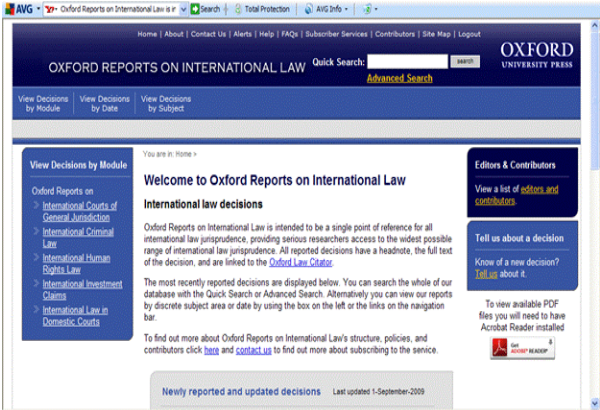 AVG Oxford Reports on International Law is Search Total Protection AVG Info
Home | About | Contact Us | Alerts | Help | FAQs | Subscriber Services | Contributors | Site Map | Logout
OXFORD REPORTS ON INTERNATIONAL LAW
Quick Search: search
Advanced Search
OXFORD
UNIVERSITY PRESS
View Decisions
by Module
View Decisions
by Date
View Decisions
by Subject
View Decisions by Module
Oxford Reports on
International Courts of
General Jurisdiction
International Criminal
Law
International Human
Rights Law
International Investment
Claims
International Law in
Domestic Courts
You are in: Home >
Welcome to Oxford Reports on International Law
International law decisions
Oxford Reports on International Law is intended to be a single point of reference for all
international law jurisprudence, providing serious researchers access to the widest possible
range of international law jurisprudence. All reported decisions have a headnote, the full text
of the decision, and are linked to the Oxford Law Citator.
The most recently reported decisions are displayed below. You can search the whole of our
database with the Quick Search or Advanced Search. Alternatively you can view our reports
by discrete subject area or date by using the box on the left or the links on the navigation
bar.
To find out more about Oxford Reports on International Law's structure, policies, and
contributors click here and contact us to find out more about subscribing to the service.
Newly reported and updated decisions Last updated 1-September-2009
Editors & Contributors
View a list of editors and
contributors.
Tell us about a decision
Know of a new decision?
Tell us about it.
To view available PDF
files you will need to have
Acrobat Reader installed
Get
ADOBE® READER®